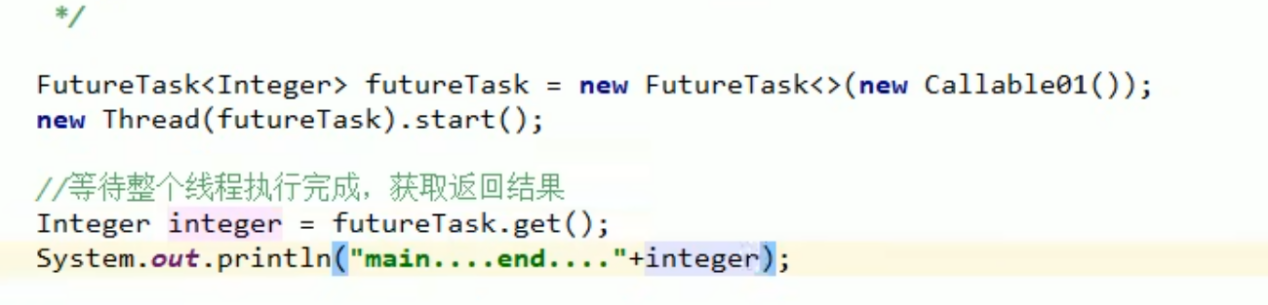 */
FutureTask<Integer> futureTask = new FutureTask<>(new Callable01());
new Thread(futureTask).start();
//等待整个线程执行完成，获取返回结果
Integer integer = futureTask.get();
System.out.println("main....end...."+integer);